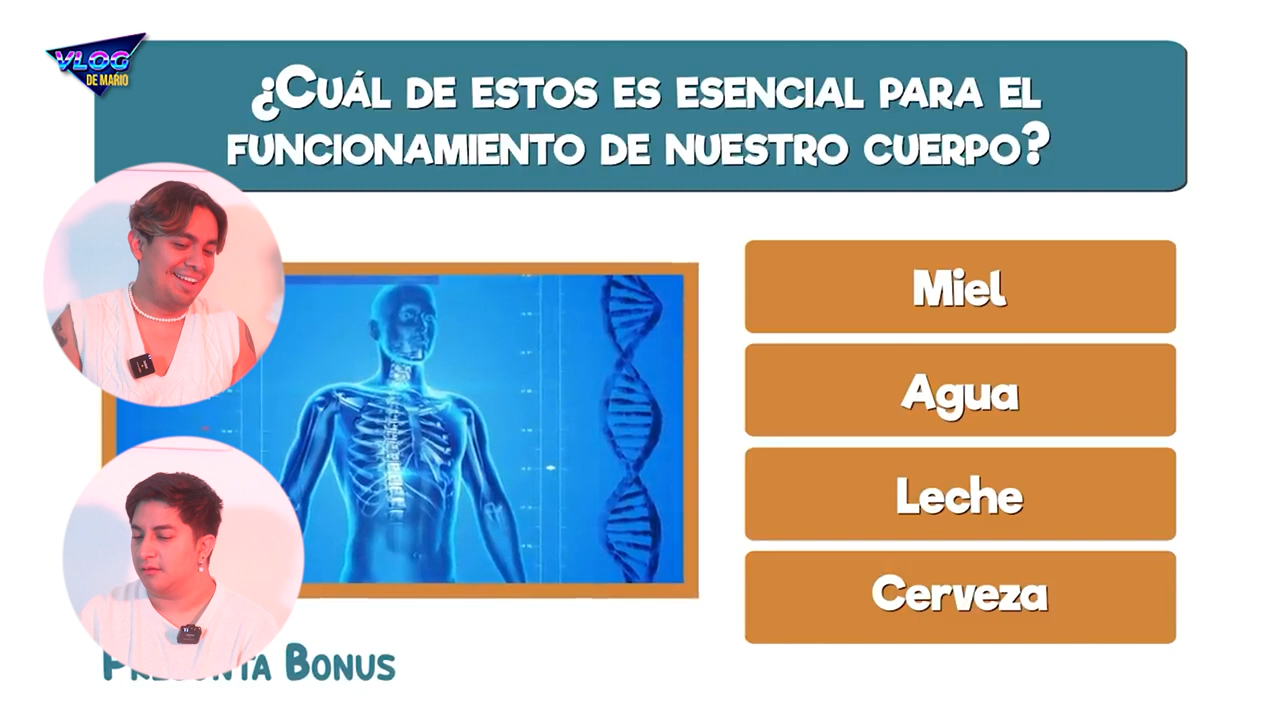 VLOG
DE MARIO
¿CUÁL DE ESTOS ES ESENCIAL PARA EL
FUNCIONAMIENTO DE NUESTRO CUERPO?
Miel
Agua
Leche
Cerveza
BONUS